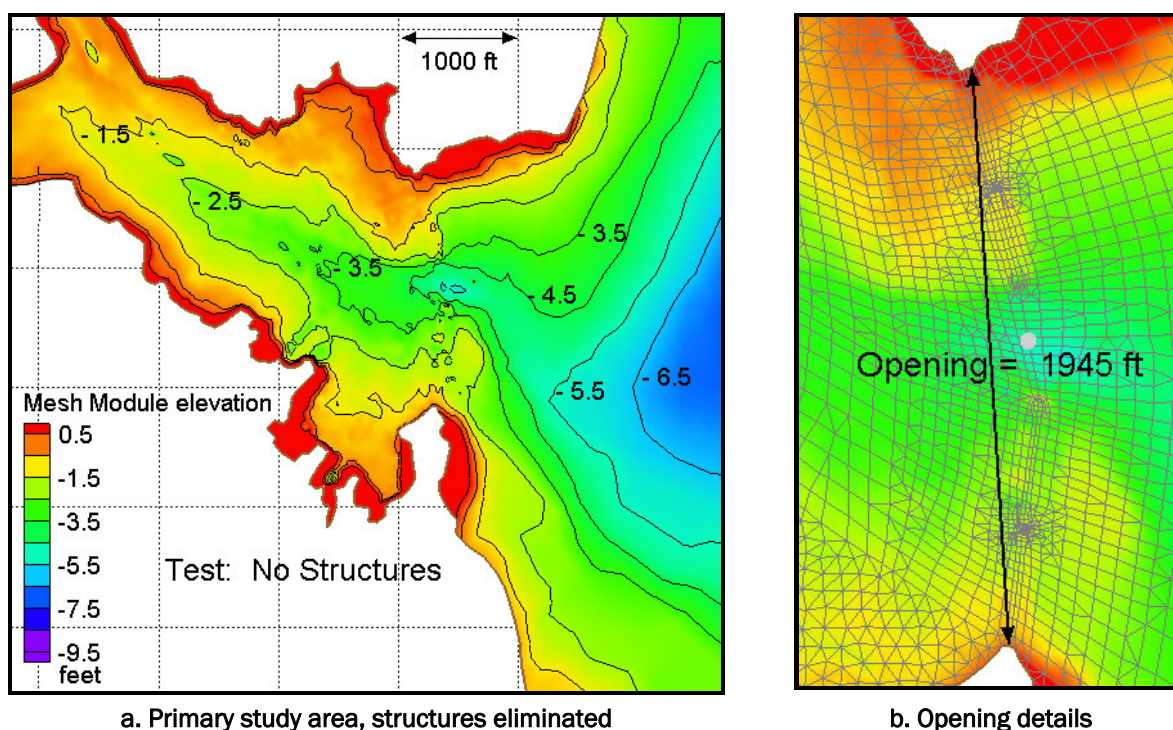 1000 ft
- 1.5
- 2.5
- 3.5
- 3.5
- 4.5
- 5.5
- 6.5
Mesh Module elevation
0.5
-1.5
-3.5
-5.5
-7.5
-9.5
feet
Test: No Structures
Opening = 1945 ft
a. Primary study area, structures eliminated
b. Opening details